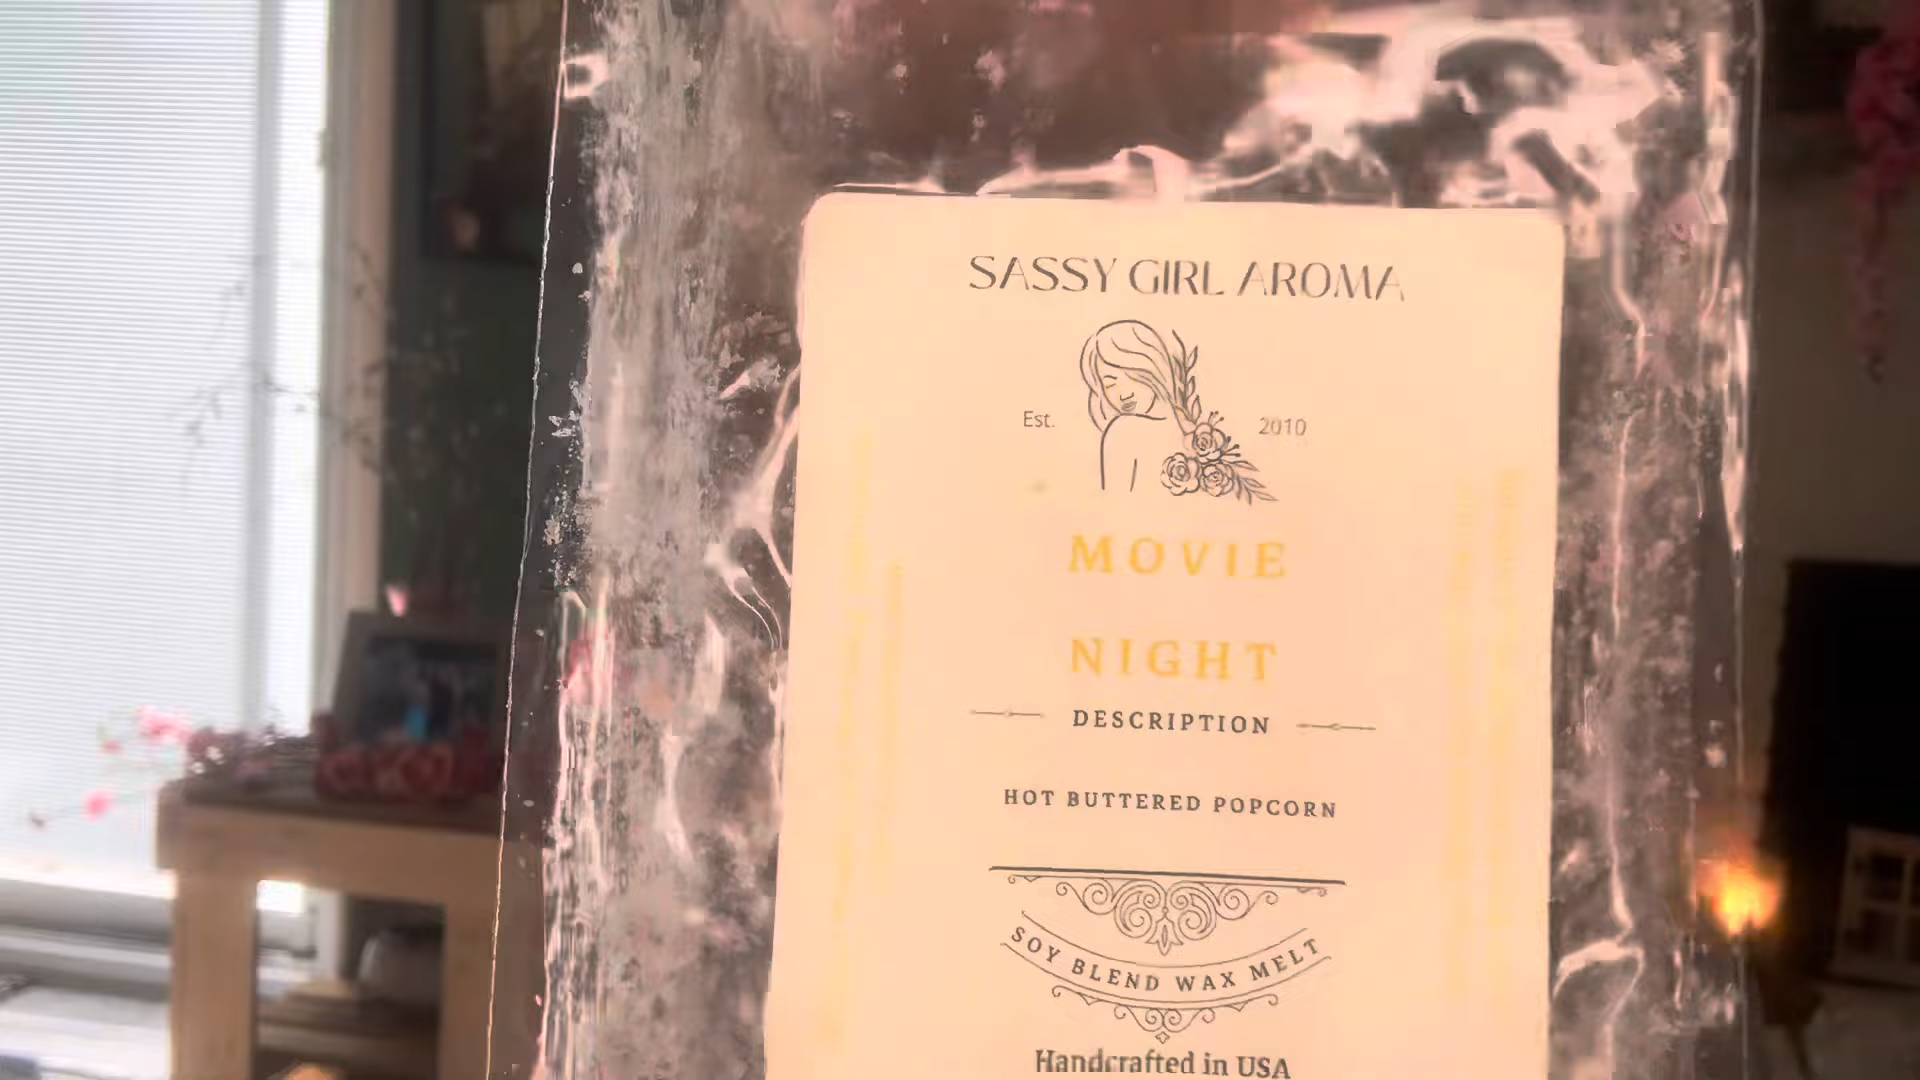 SASSY GIRL AROMA
Est. 2010
MOVIE
NIGHT
DESCRIPTION
HOT BUTTERED POPCORN
SOY BLEND WAX MELT
Handcrafted in USA